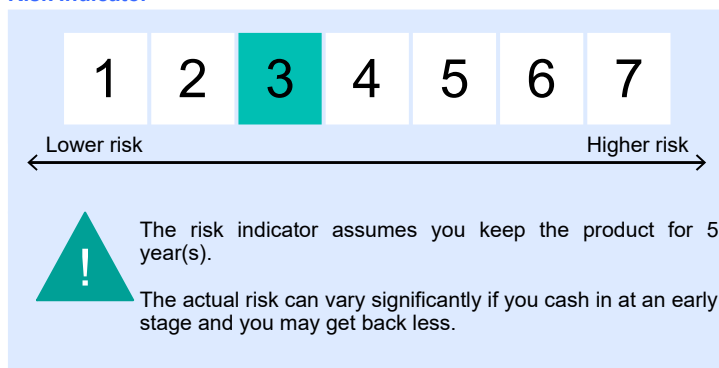 1 2 3 4 5 6 7
Lower risk Higher risk
!
The risk indicator assumes you keep the product for 5
year(s).
The actual risk can vary significantly if you cash in at an early
stage and you may get back less.